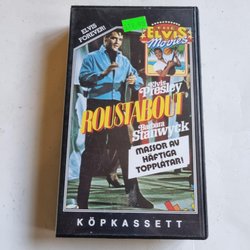 ELVIS
FOREVER!
ELVIS
Movies
Elvis
Presley
ROUSTABOUT
Barbara
Stanwyck
MASSOR AV
HÄFTIGA
TOPPLÅTAR!
KÖPKASSETT